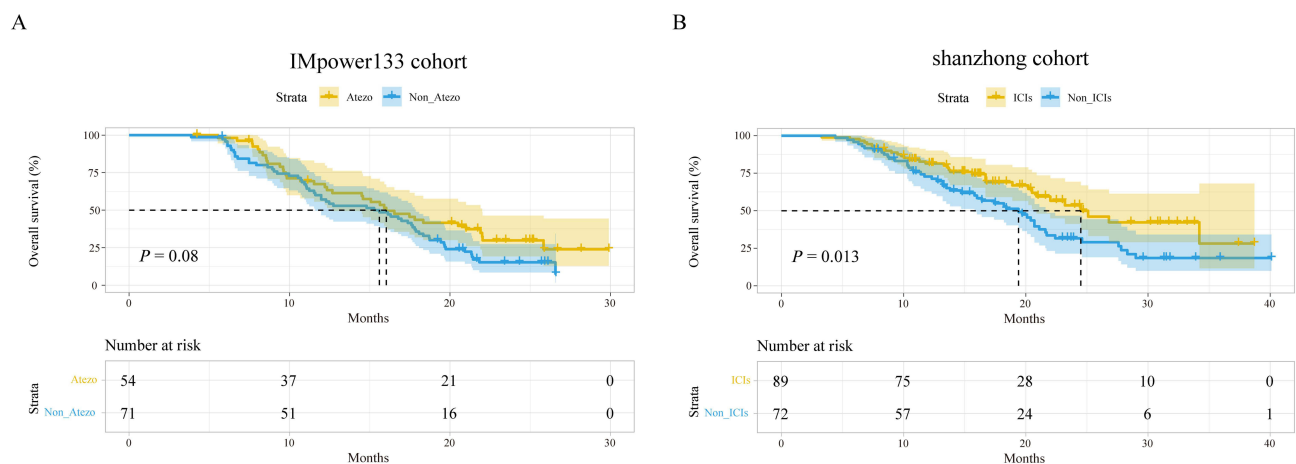 A
IMpower133 cohort
Strata Atezo Non_Atezo
Overall survival (%)
100
75
50
25
0
P = 0.08
0 10 20 30
Months
Number at risk
Strata
Atezo 54 37 21 0
Non_Atezo 71 51 16 0
0 10 20 30
Months
B
shanzhong cohort
Strata ICIs Non_ICIs
Overall survival (%)
100
75
50
25
0
P = 0.013
0 10 20 30 40
Months
Number at risk
Strata
ICIs 89 75 28 10 0
Non_ICIs 72 57 24 6 1
0 10 20 30 40
Months